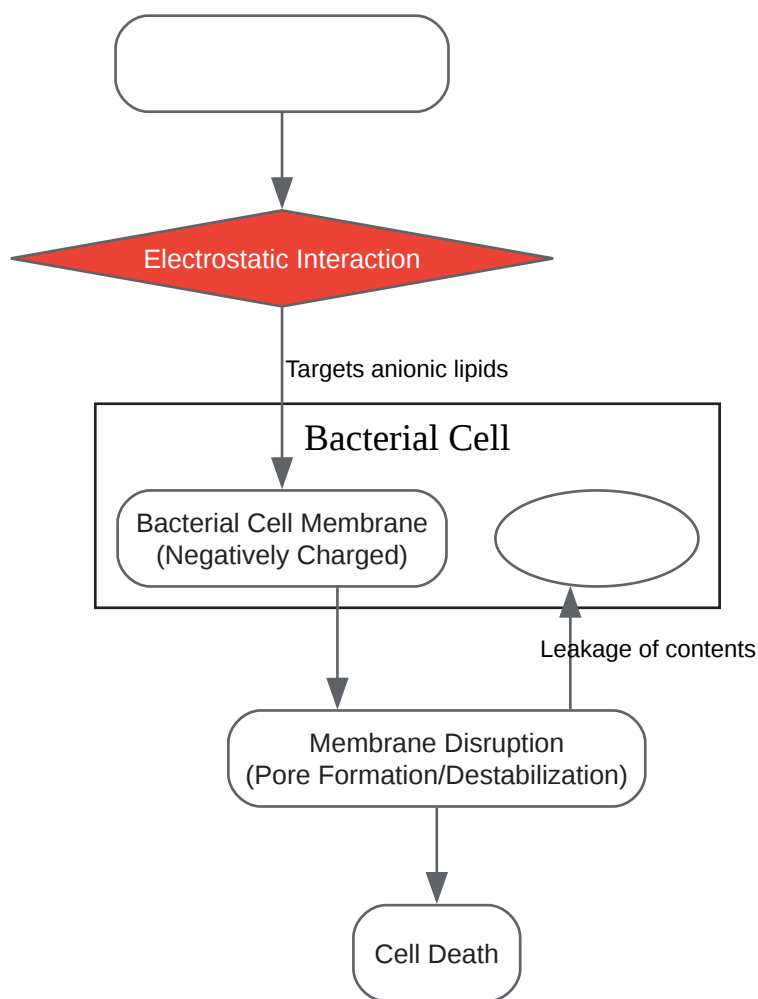 Electrostatic Interaction
Targets anionic lipids
Bacterial Cell
Bacterial Cell Membrane
(Negatively Charged)
Leakage of contents
Membrane Disruption
(Pore Formation/Destabilization)
Cell Death